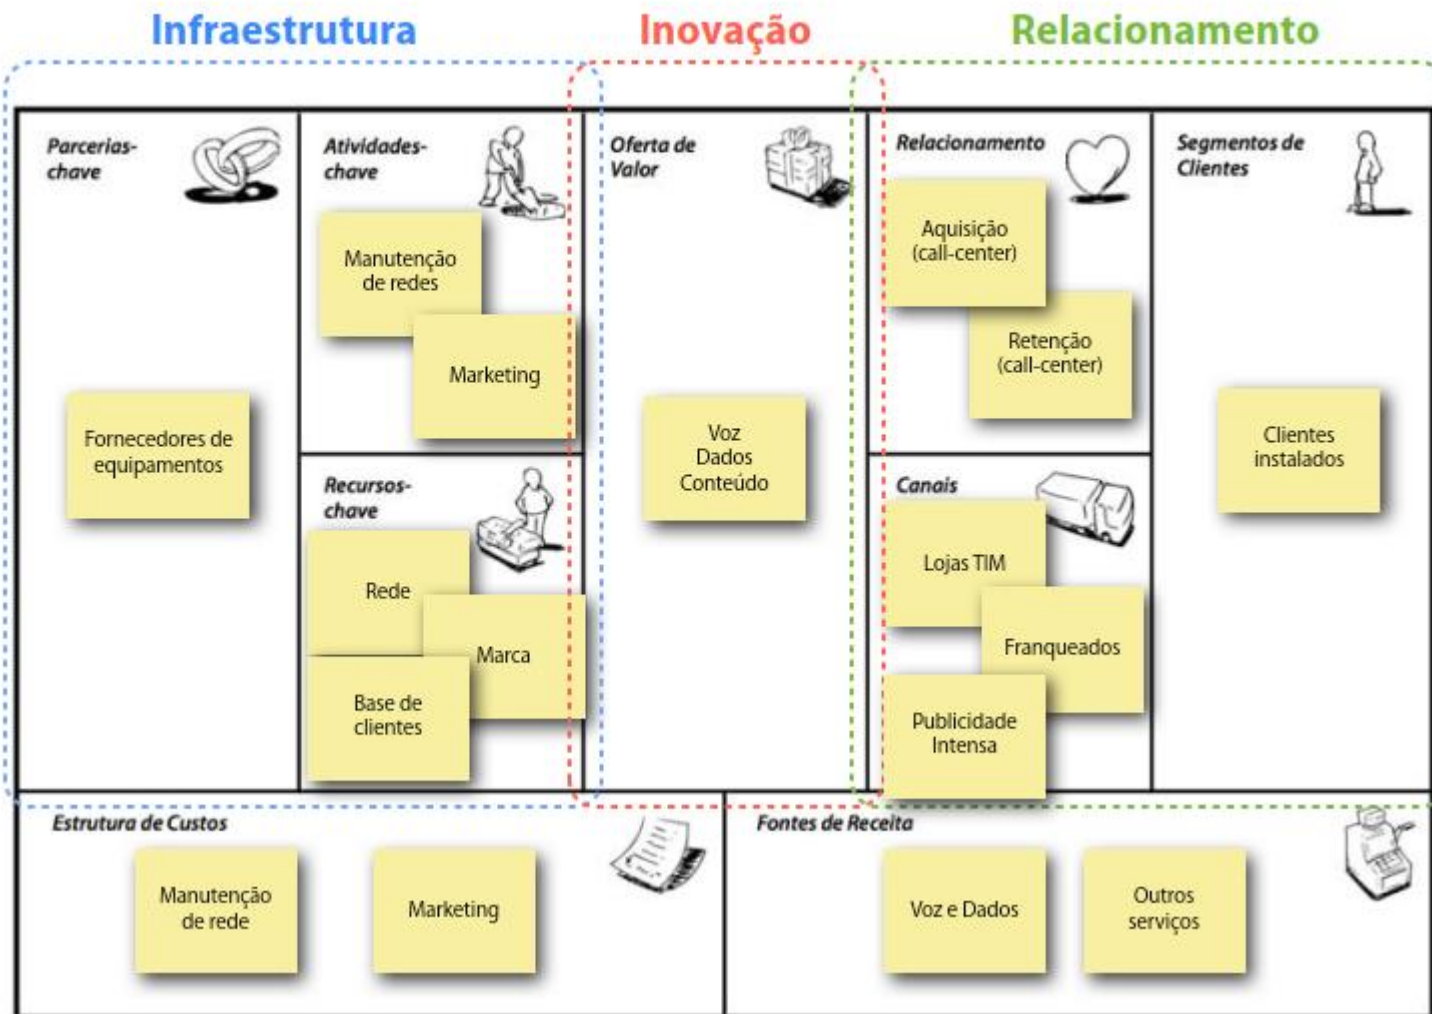 Infraestrutura
Inovação
Relacionamento
Parcerias-
chave
Fornecedores de
equipamentos
Atividades-
chave
Manutenção
de redes
Marketing
Recursos-
chave
Rede
Marca
Base de
clientes
Oferta de
Valor
Voz
Dados
Conteúdo
Relacionamento
Aquisição
(call-center)
Retenção
(call-center)
Canais
Lojas TIM
Franqueados
Publicidade
Intensa
Segmentos de
Clientes
Clientes
instalados
Estrutura de Custos
Manutenção
de rede
Marketing
Fontes de Receita
Voz e Dados
Outros
serviços